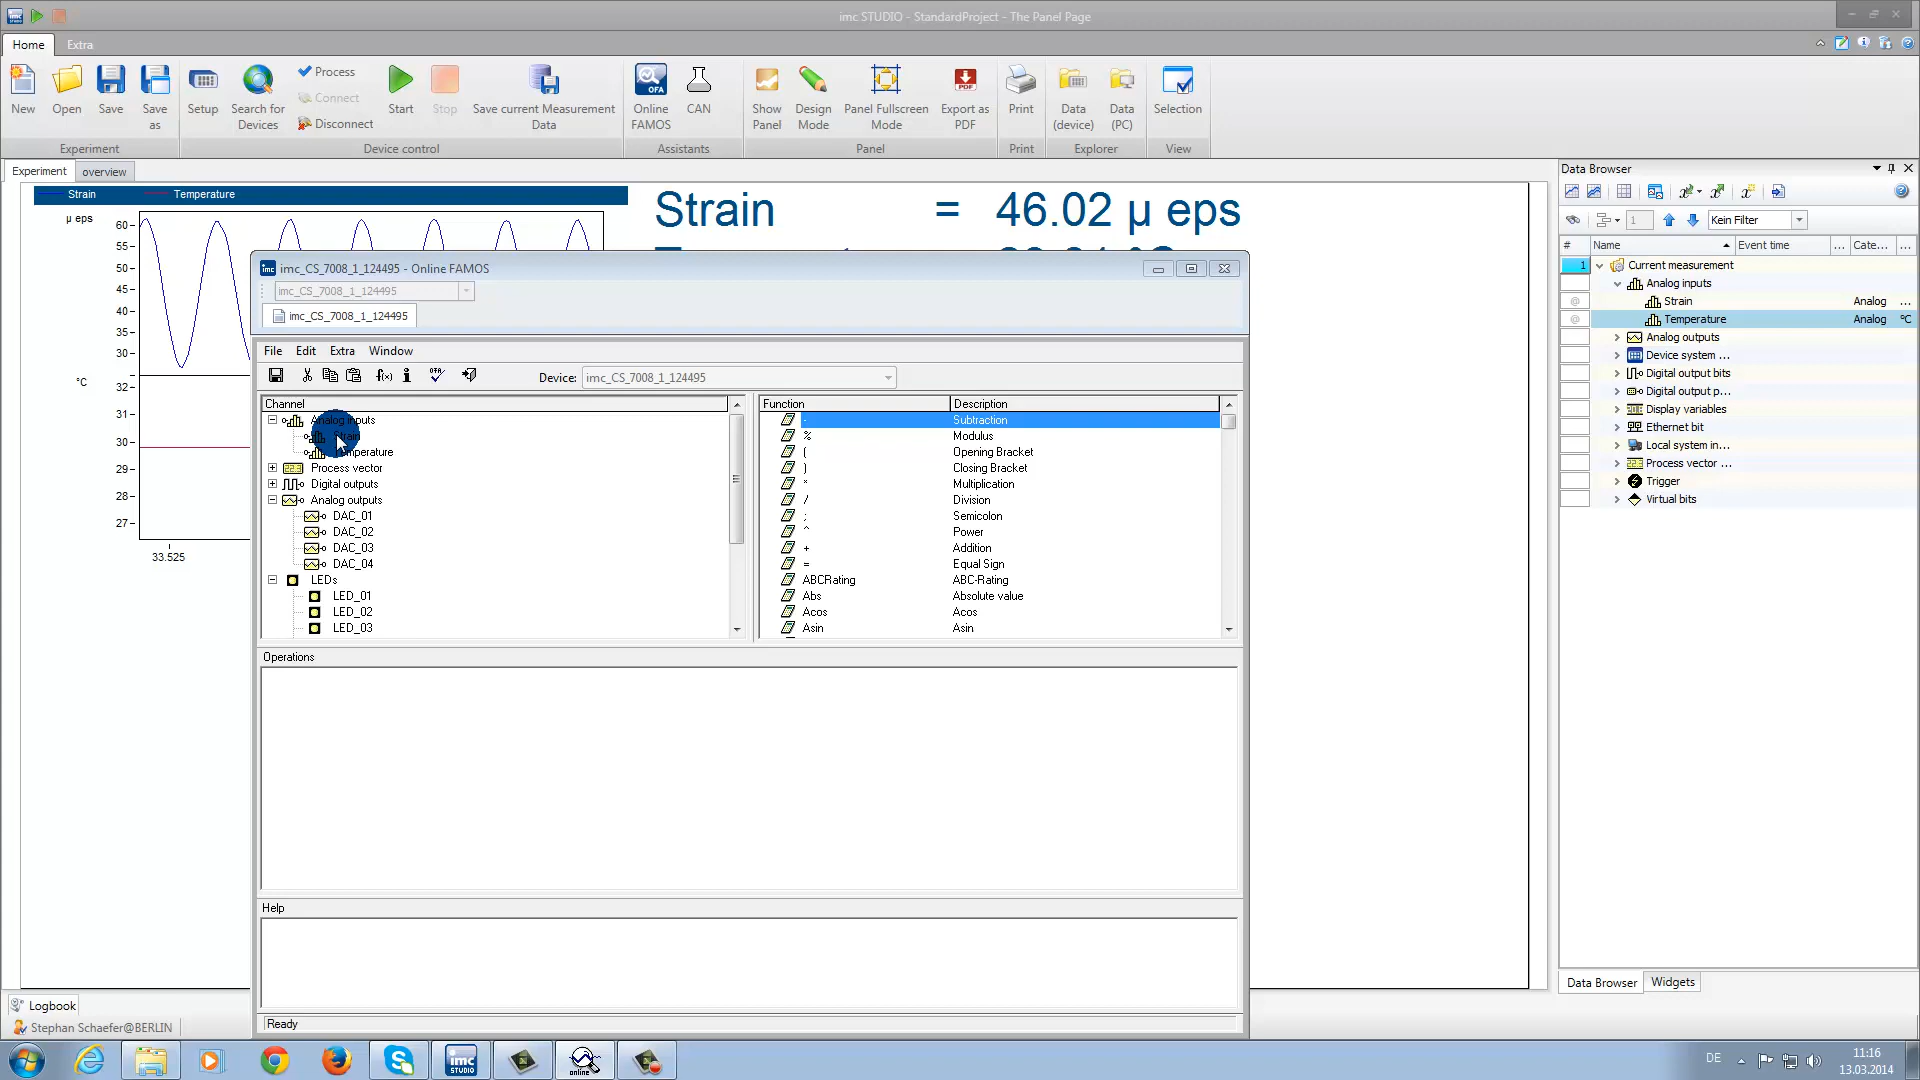 imc STUDIO - StandardProject - The Panel Page
Home
Extra
New
Open
Save
Save as
Setup
Search for Devices
Process
Connect
Disconnect
Start
Stop
Save current Measurement Data
Online FAMOS
CAN
Show Panel
Design Mode
Panel Fullscreen Mode
Export as PDF
Print
Data (device)
Data (PC)
Selection
Experiment
Device control
Assistants
Panel
Print
Explorer
View
Experiment
overview
Strain
Temperature
µ eps
60
55
50
45
40
35
30
°C
32
31
30
29
28
27
33.525
Strain = 46.02 µ eps
imc_CS_7008_1_124495 - Online FAMOS
imc_CS_7008_1_124495
imc_CS_7008_1_124495
File
Edit
Extra
Window
Device: imc_CS_7008_1_124495
Channel
Analog inputs
Strain
Temperature
Process vector
Digital outputs
Analog outputs
DAC_01
DAC_02
DAC_03
DAC_04
LEDs
LED_01
LED_02
LED_03
Function Description
- Subtraction
% Modulus
( Opening Bracket
) Closing Bracket
* Multiplication
/ Division
; Semicolon
^ Power
+ Addition
= Equal Sign
ABCRating ABC-Rating
Abs Absolute value
Acos Acos
Asin Asin
Operations
Help
Ready
Data Browser
1
Kein Filter
# Name Event time ... Cate... ...
1 Current measurement
Analog inputs
Strain Analog ...
Temperature Analog °C
Analog outputs
Device system ...
Digital output bits
Digital output p...
Display variables
Ethernet bit
Local system in...
Process vector ...
Trigger
Virtual bits
Data Browser
Widgets
Logbook
Stephan Schaefer@BERLIN
DE
11:16
13.03.2014